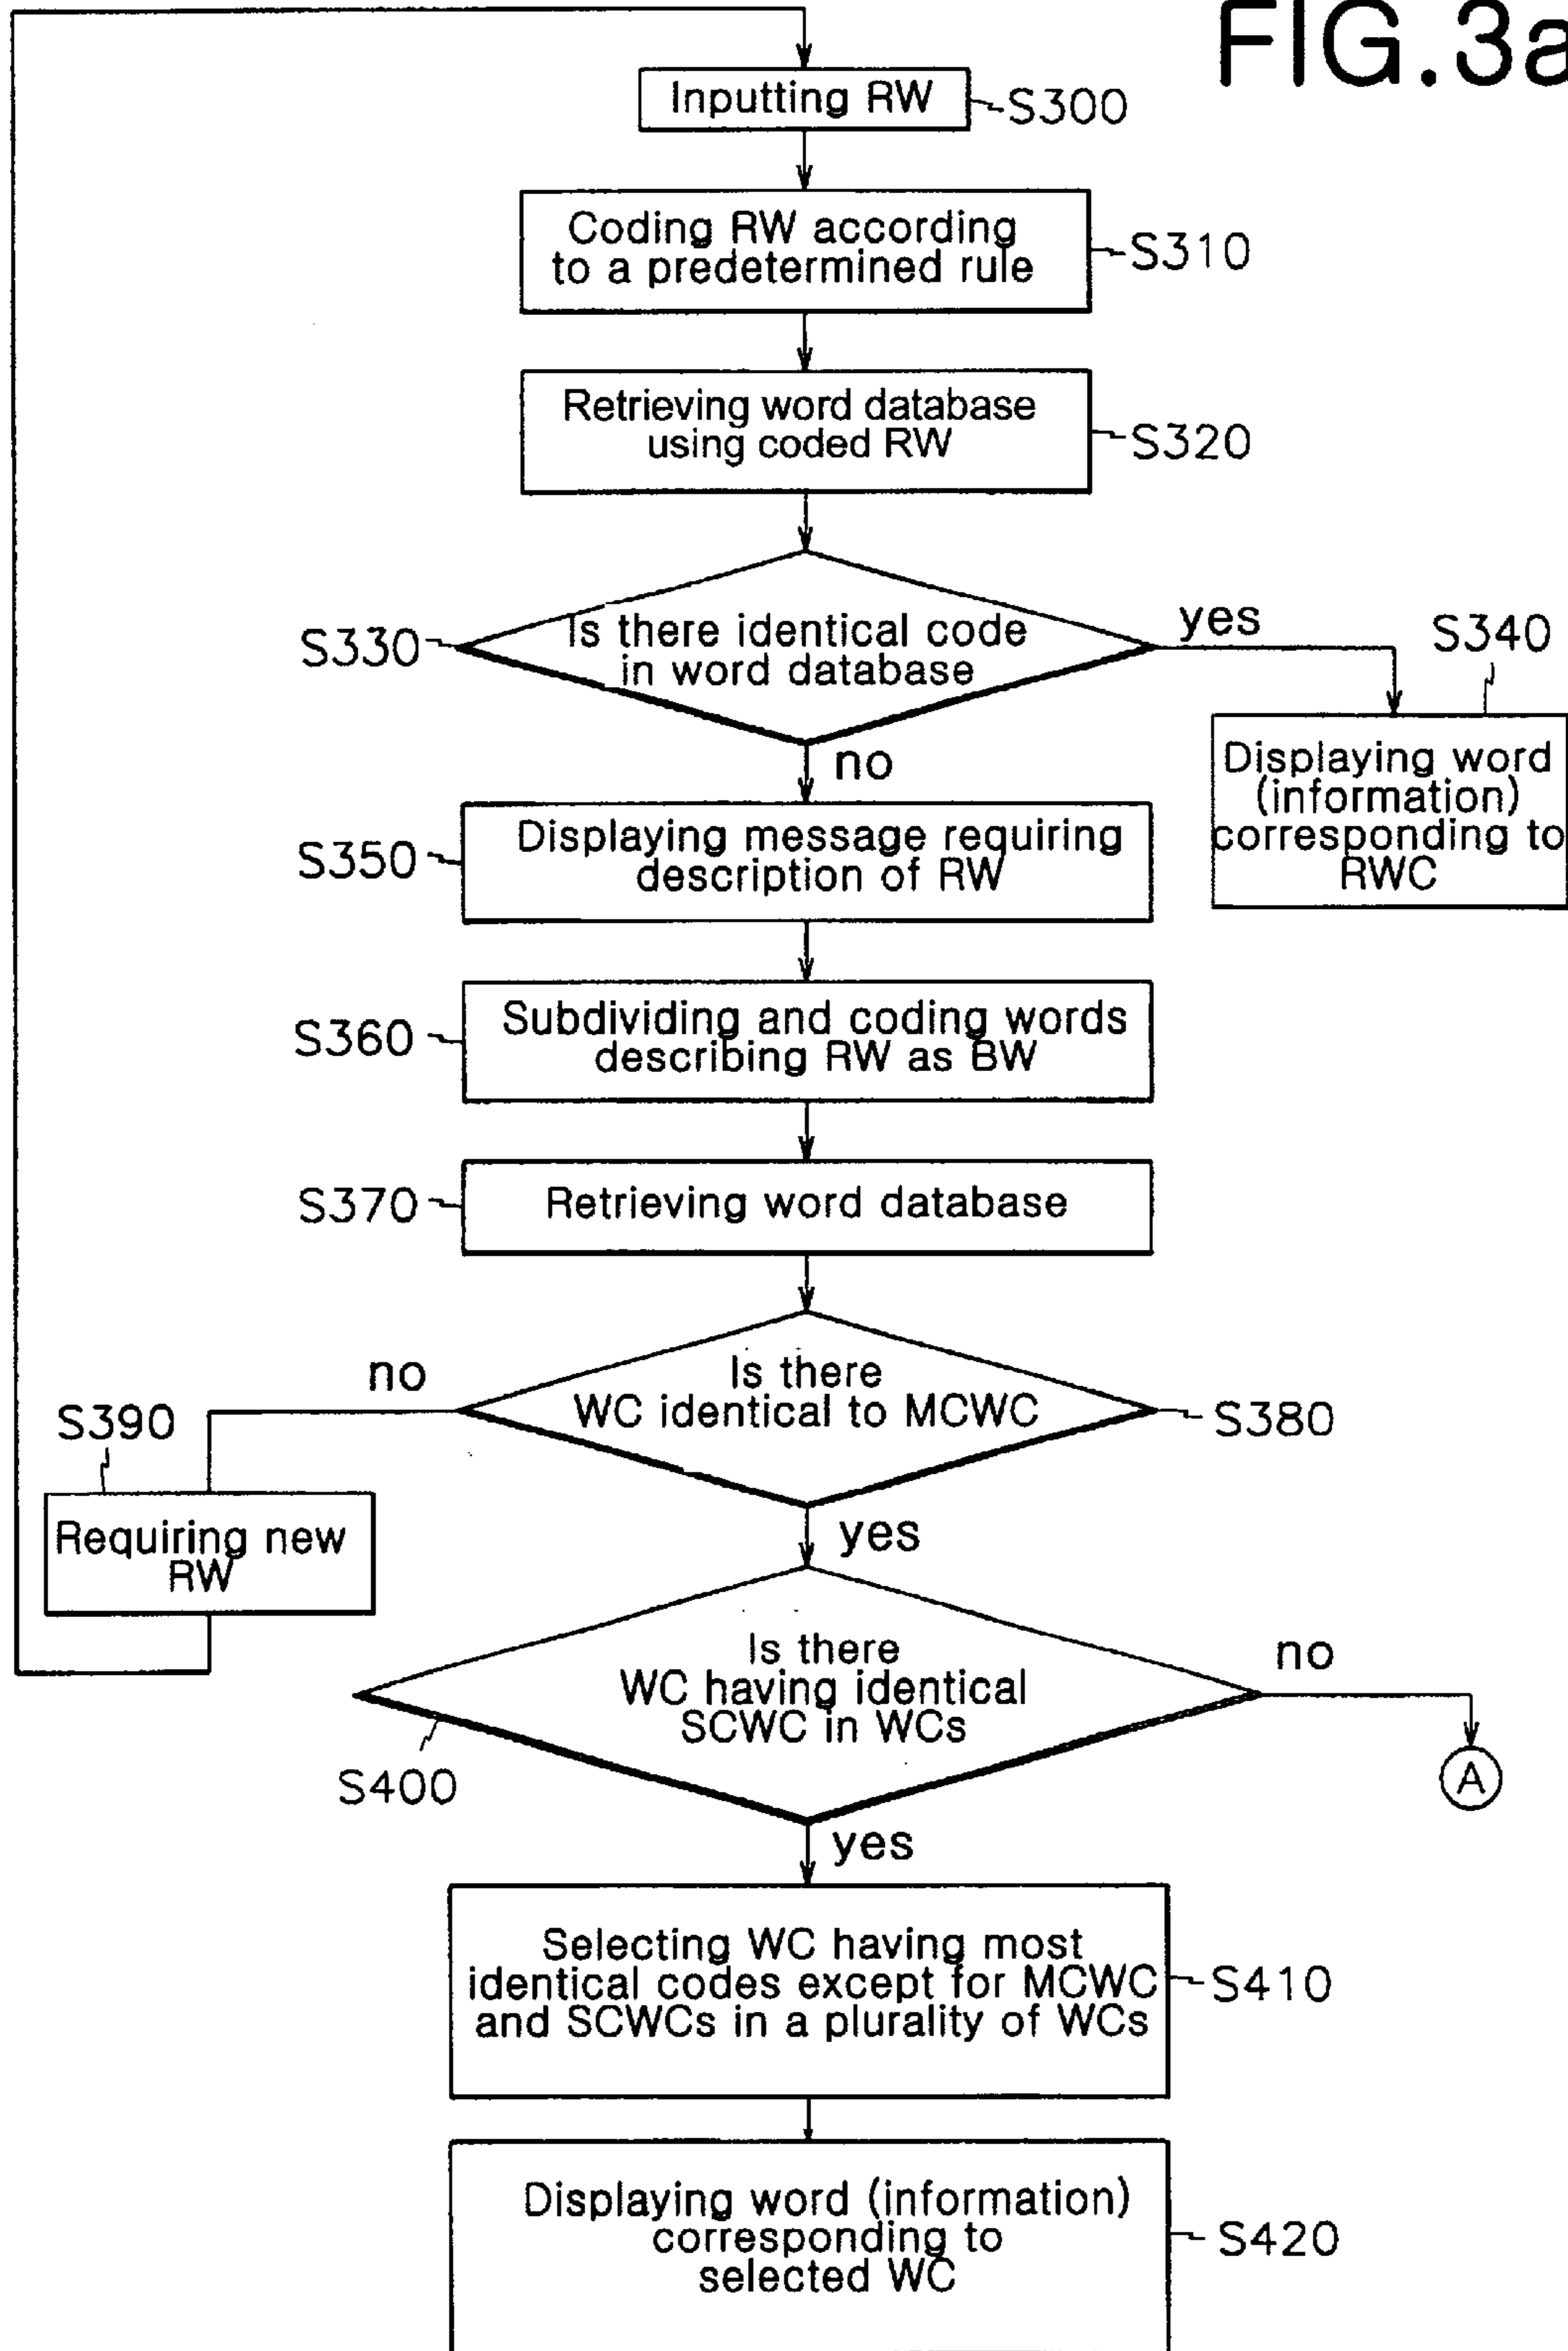 FIG.3a
Inputting RW
S300
Coding RW according
to a predetermined rule
S310
Retrieving word database
using coded RW
S320
S330
Is there identical code
in word database
yes
S340
no
Displaying word
(information)
corresponding to
RWC
S350
Displaying message requiring
description of RW
S360
Subdividing and coding words
describing RW as BW
S370
Retrieving word database
no
Is there
WC identical to MCWC
S380
S390
Requiring new
RW
yes
Is there
WC having identical
SCWC in WCs
no
S400
A
yes
Selecting WC having most
identical codes except for MCWC
and SCWCs in a plurality of WCs
S410
Displaying word (information)
corresponding to
selected WC
S420